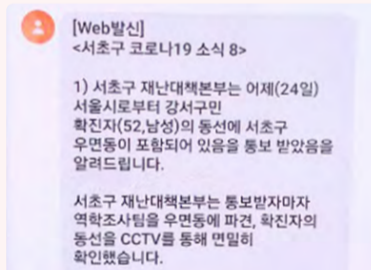 [Web발신]
<서초구 코로나19 소식 8>
1) 서초구 재난대책본부는 어제(24일)
서울시로부터 강서구민
확진자(52,남성)의 동선에 서초구
우면동이 포함되어 있음을 통보 받았음을
알려드립니다.
서초구 재난대책본부는 통보받자마자
역학조사팀을 우면동에 파견, 확진자의
동선을 CCTV를 통해 면밀히
확인했습니다.